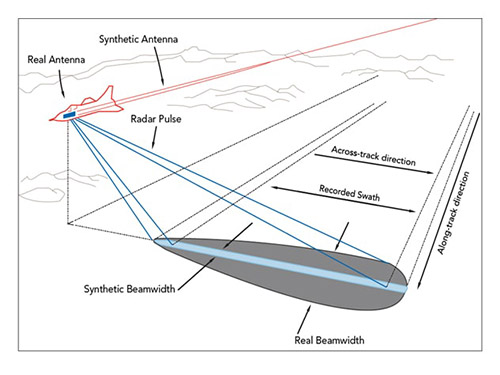 Synthetic Antenna
Real Antenna
Radar Pulse
Across-track direction
Recorded Swath
Along-track direction
Synthetic Beamwidth
Real Beamwidth